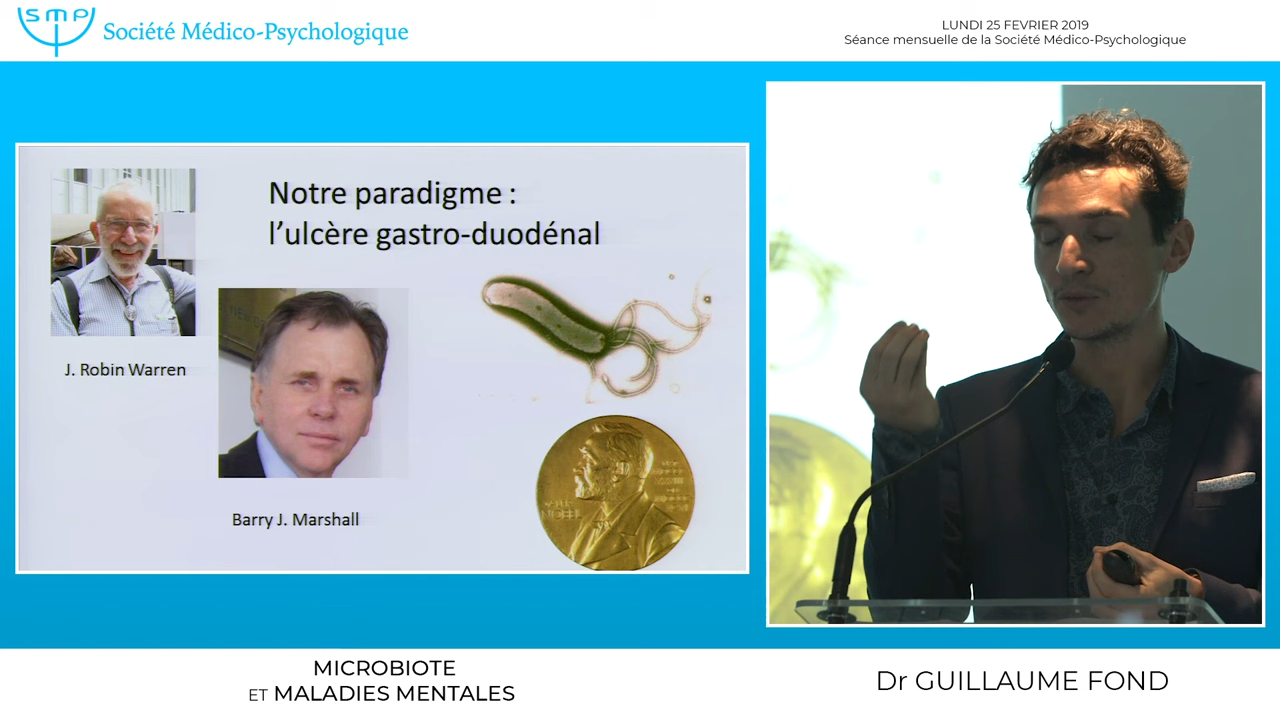 SMP
Société Médico-Psychologique
LUNDI 25 FEVRIER 2019
Séance mensuelle de la Société Médico-Psychologique
Notre paradigme :
l’ulcère gastro-duodénal
J. Robin Warren
Barry J. Marshall
MICROBIOTE
ET MALADIES MENTALES
Dr GUILLAUME FOND